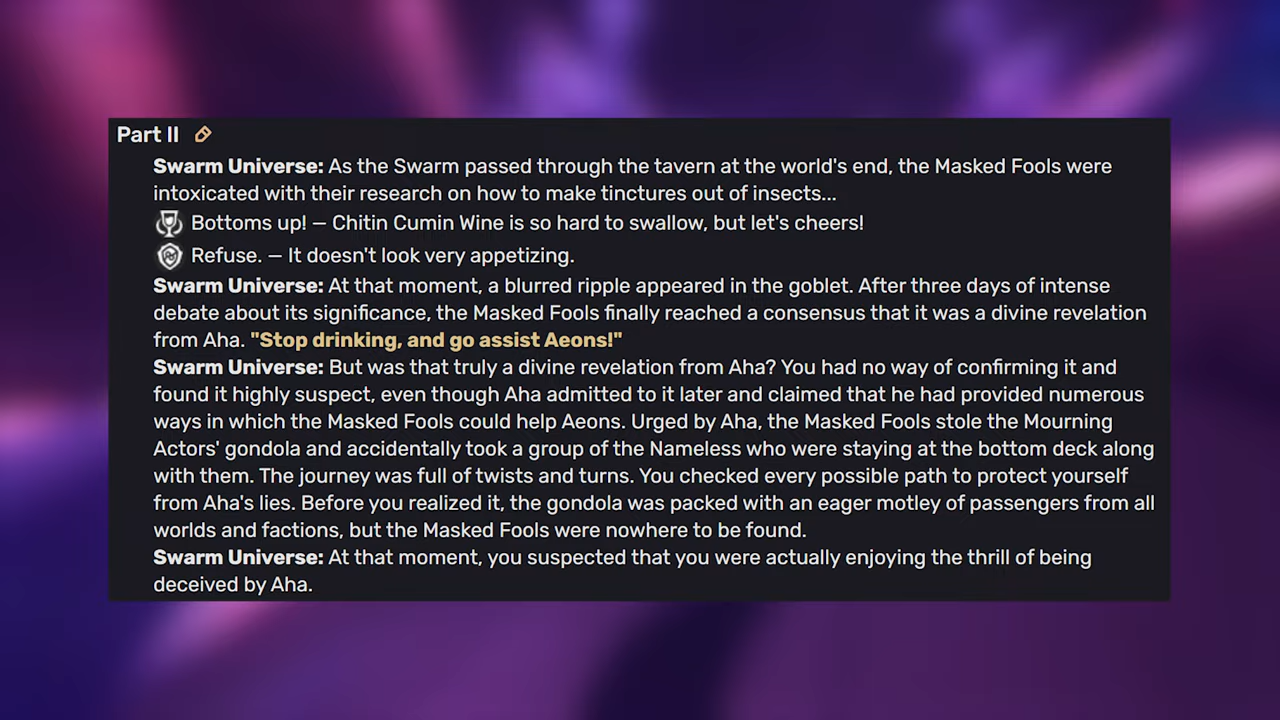 Part II
Swarm Universe: As the Swarm passed through the tavern at the world's end, the Masked Fools were
intoxicated with their research on how to make tinctures out of insects...
Bottoms up! — Chitin Cumin Wine is so hard to swallow, but let's cheers!
Refuse. — It doesn't look very appetizing.
Swarm Universe: At that moment, a blurred ripple appeared in the goblet. After three days of intense
debate about its significance, the Masked Fools finally reached a consensus that it was a divine revelation
from Aha. "Stop drinking, and go assist Aeons!"
Swarm Universe: But was that truly a divine revelation from Aha? You had no way of confirming it and
found it highly suspect, even though Aha admitted to it later and claimed that he had provided numerous
ways in which the Masked Fools could help Aeons. Urged by Aha, the Masked Fools stole the Mourning
Actors' gondola and accidentally took a group of the Nameless who were staying at the bottom deck along
with them. The journey was full of twists and turns. You checked every possible path to protect yourself
from Aha's lies. Before you realized it, the gondola was packed with an eager motley of passengers from all
worlds and factions, but the Masked Fools were nowhere to be found.
Swarm Universe: At that moment, you suspected that you were actually enjoying the thrill of being
deceived by Aha.